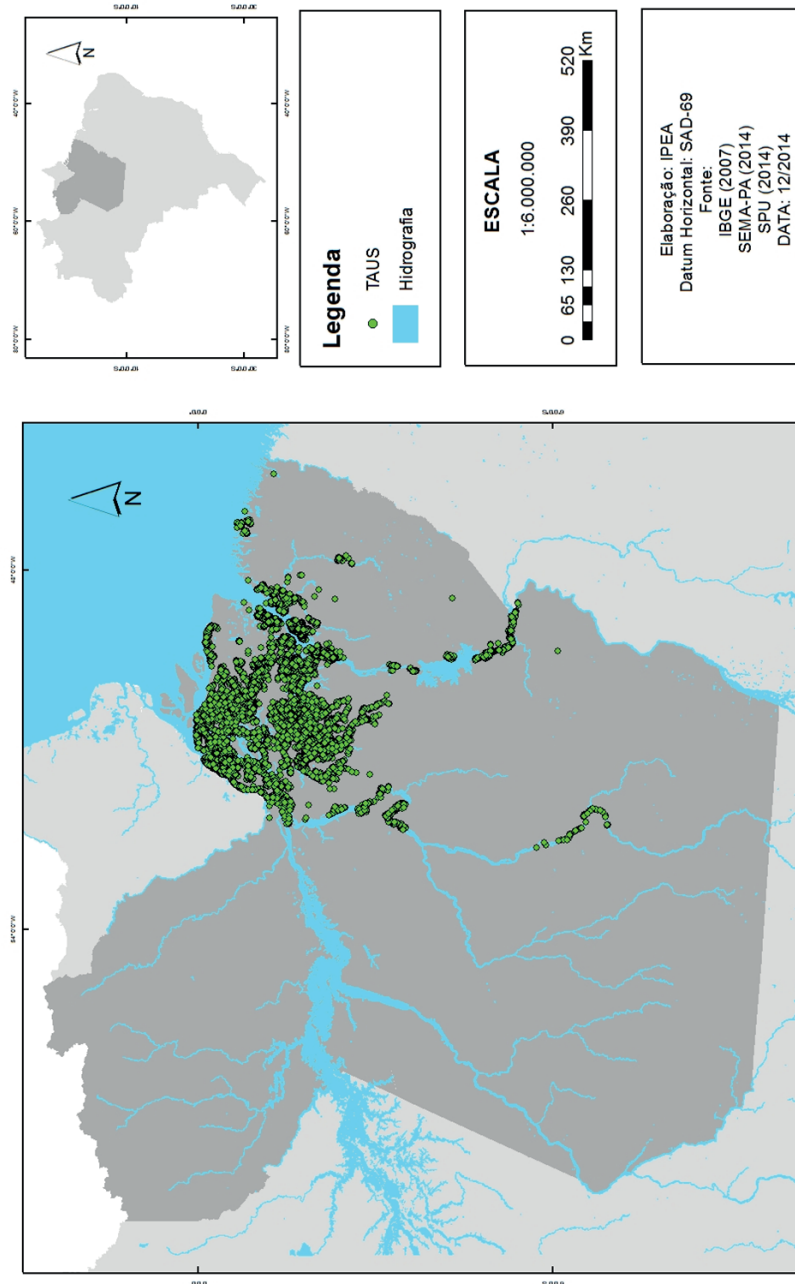 N
N
Legenda
TAUS
Hidrografia
ESCALA
1:6.000.000
0 65 130 260 390 520
Km
Elaboração: IPEA
Datum Horizontal: SAD-69
Fonte:
IBGE (2007)
SEMA-PA (2014)
SPU (2014)
DATA: 12/2014